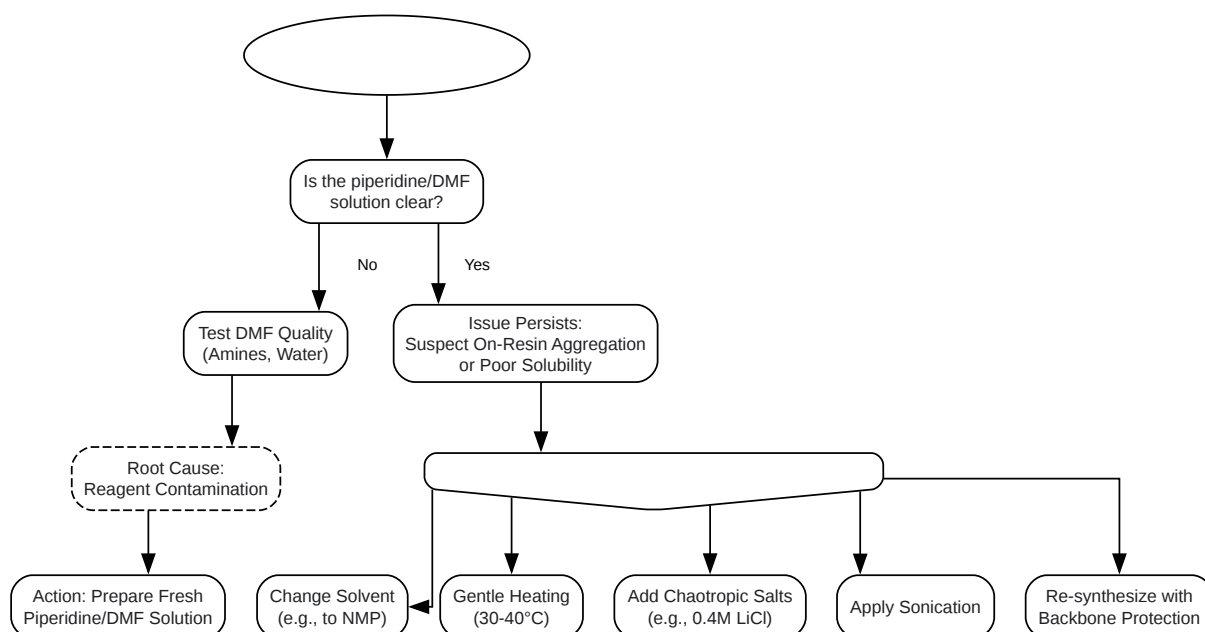 Is the piperidine/DMF
solution clear?
No
Yes
Test DMF Quality
(Amines, Water)
Issue Persists:
Suspect On-Resin Aggregation
or Poor Solubility
Root Cause:
Reagent Contamination
Action: Prepare Fresh
Piperidine/DMF Solution
Change Solvent
(e.g., to NMP)
Gentle Heating
(30-40°C)
Add Chaotropic Salts
(e.g., 0.4M LiCl)
Apply Sonication
Re-synthesize with
Backbone Protection